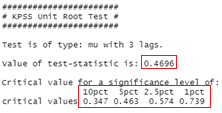 #######################
# KPSS Unit Root Test #
#######################
Test is of type: mu with 3 lags.
Value of test-statistic is: 0.4696
Critical value for a significance level of:
10pct 5pct 2.5pct 1pct
critical values 0.347 0.463 0.574 0.739